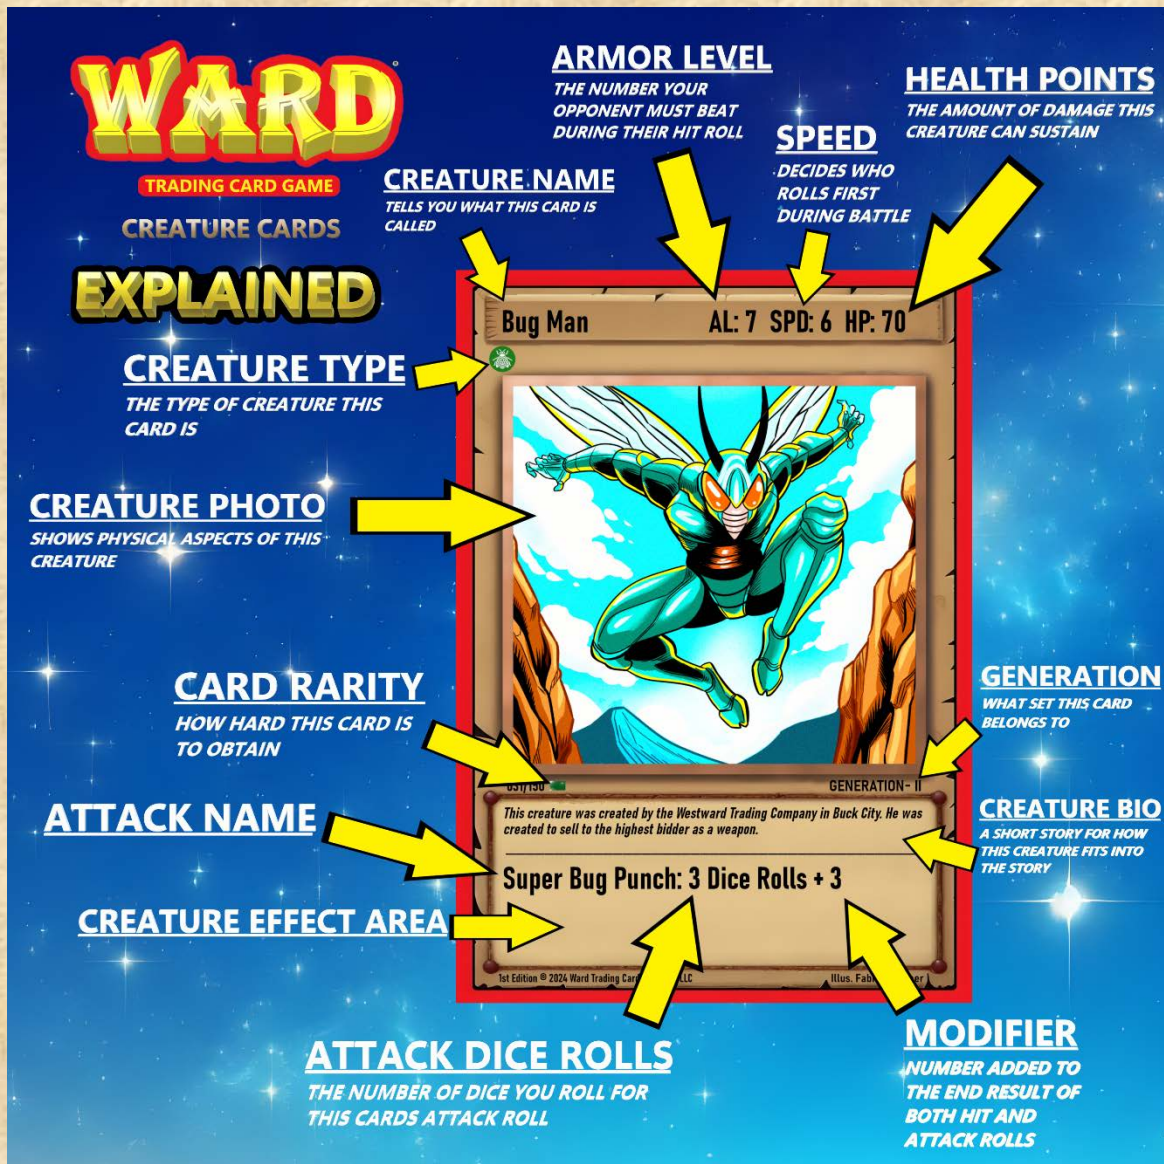 WARD
TRADING CARD GAME
CREATURE CARDS
EXPLAINED
ARMOR LEVEL
THE NUMBER YOUR
OPPONENT MUST BEAT
DURING THEIR HIT ROLL
HEALTH POINTS
THE AMOUNT OF DAMAGE THIS
CREATURE CAN SUSTAIN
SPEED
DECIDES WHO
ROLLS FIRST
DURING BATTLE
CREATURE NAME
TELLS YOU WHAT THIS CARD IS
CALLED
Bug Man AL: 7 SPD: 6 HP: 70
CREATURE TYPE
THE TYPE OF CREATURE THIS
CARD IS
CREATURE PHOTO
SHOWS PHYSICAL ASPECTS OF THIS
CREATURE
CARD RARITY
HOW HARD THIS CARD IS
TO OBTAIN
GENERATION
WHAT SET THIS CARD
BELONGS TO
GENERATION- II
ATTACK NAME
CREATURE BIO
A SHORT STORY FOR HOW
THIS CREATURE FITS INTO
THE STORY
This creature was created by the Westward Trading Company in Buck City. He was
created to sell to the highest bidder as a weapon.
Super Bug Punch: 3 Dice Rolls + 3
CREATURE EFFECT AREA
1st Edition © 2024 Ward Trading LLC
Illus.
ATTACK DICE ROLLS
THE NUMBER OF DICE YOU ROLL FOR
THIS CARDS ATTACK ROLL
MODIFIER
NUMBER ADDED TO
THE END RESULT OF
BOTH HIT AND
ATTACK ROLLS